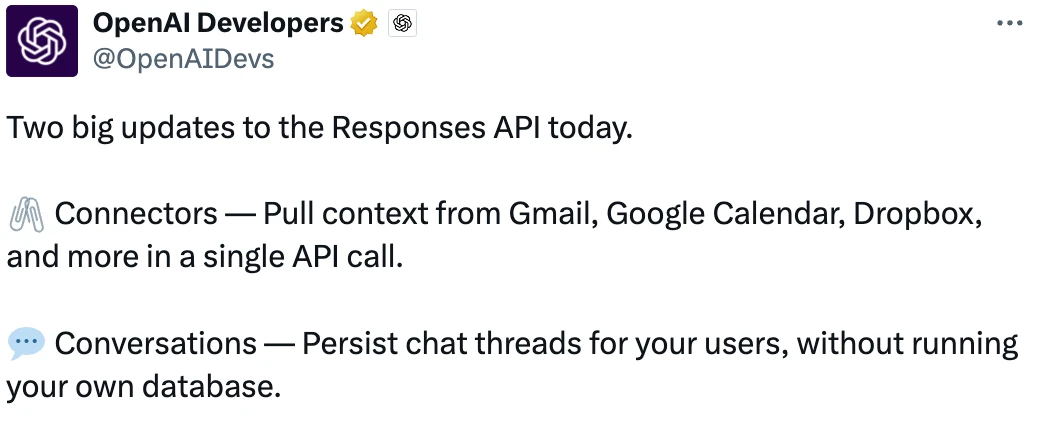 OpenAI Developers
@OpenAIDevs
Two big updates to the Responses API today.
🖇️ Connectors — Pull context from Gmail, Google Calendar, Dropbox,
and more in a single API call.
💬 Conversations — Persist chat threads for your users, without running
your own database.